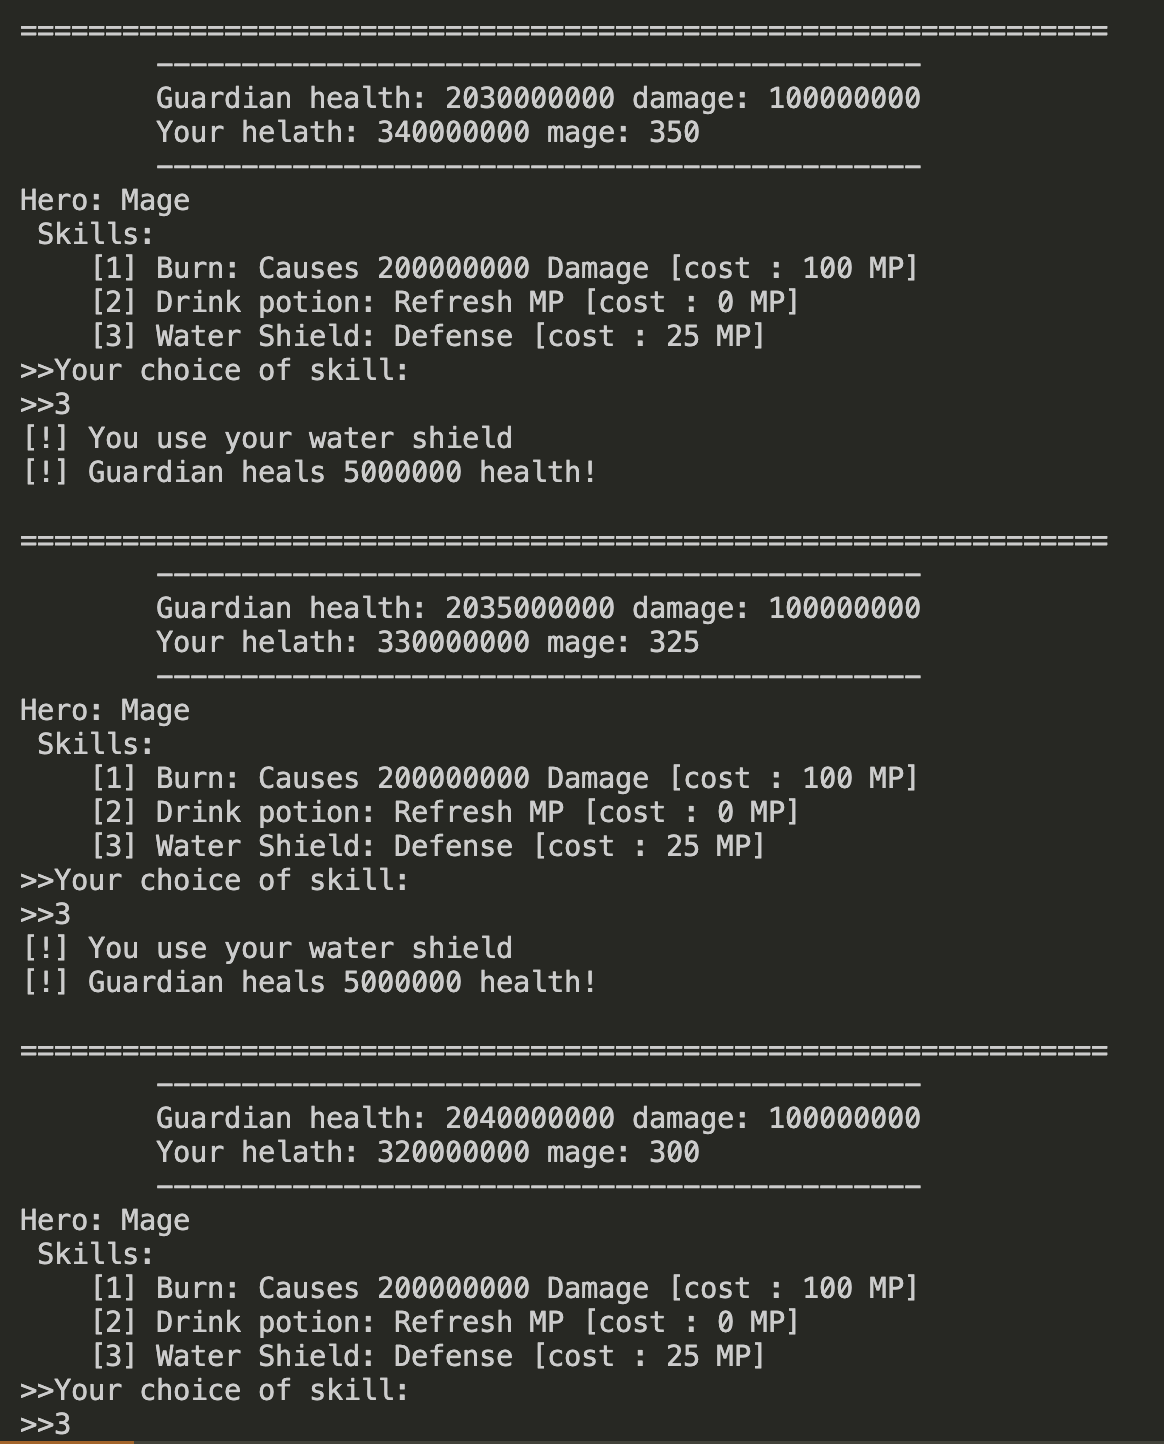 ================================================================
---------------------------------------------
Guardian health: 2030000000 damage: 100000000
Your helath: 340000000 mage: 350
---------------------------------------------
Hero: Mage
Skills:
[1] Burn: Causes 200000000 Damage [cost : 100 MP]
[2] Drink potion: Refresh MP [cost : 0 MP]
[3] Water Shield: Defense [cost : 25 MP]
>>Your choice of skill:
>>3
[!] You use your water shield
[!] Guardian heals 5000000 health!
================================================================
---------------------------------------------
Guardian health: 2035000000 damage: 100000000
Your helath: 330000000 mage: 325
---------------------------------------------
Hero: Mage
Skills:
[1] Burn: Causes 200000000 Damage [cost : 100 MP]
[2] Drink potion: Refresh MP [cost : 0 MP]
[3] Water Shield: Defense [cost : 25 MP]
>>Your choice of skill:
>>3
[!] You use your water shield
[!] Guardian heals 5000000 health!
================================================================
---------------------------------------------
Guardian health: 2040000000 damage: 100000000
Your helath: 320000000 mage: 300
---------------------------------------------
Hero: Mage
Skills:
[1] Burn: Causes 200000000 Damage [cost : 100 MP]
[2] Drink potion: Refresh MP [cost : 0 MP]
[3] Water Shield: Defense [cost : 25 MP]
>>Your choice of skill:
>>3